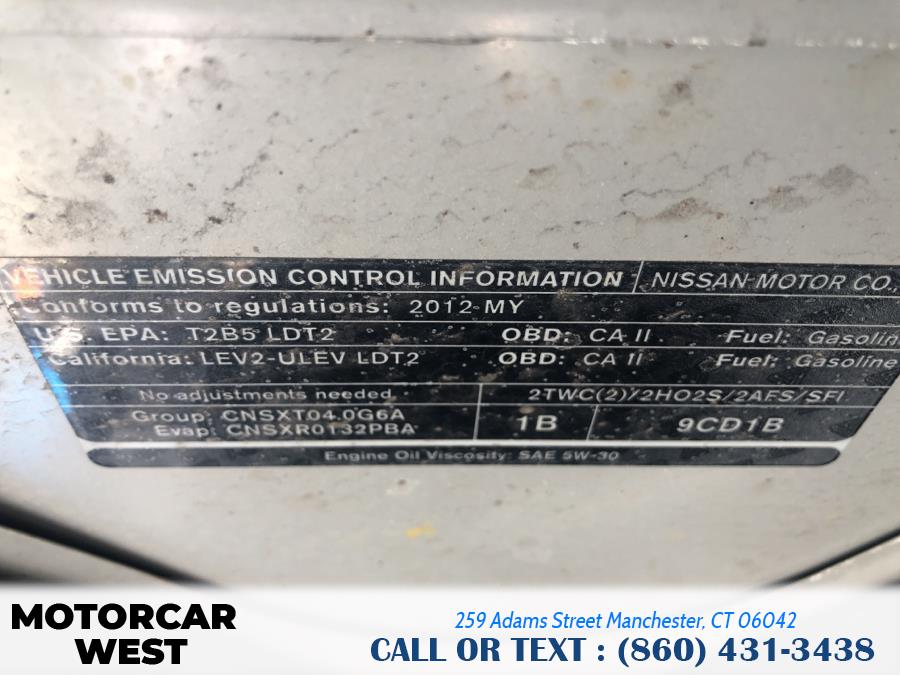 VEHICLE EMISSION CONTROL INFORMATION NISSAN MOTOR CO.,
Conforms to regulations: 2012 MY
U.S. EPA: T2B5 LDT2 OBD: CA II Fuel: Gasolin
California: LEV2-ULEV LDT2 OBD: CA II Fuel: Gasoline
No adjustments needed 2TWC(2)/2HO2S/2AFS/SFI
Group: CNSXT04.0G6A
Evap: CNSXR0132PBA
1B 9CD1B
Engine Oil Viscosity: SAE 5W-30
MOTORCAR
WEST
259 Adams Street Manchester, CT 06042
CALL OR TEXT : (860) 431-3438